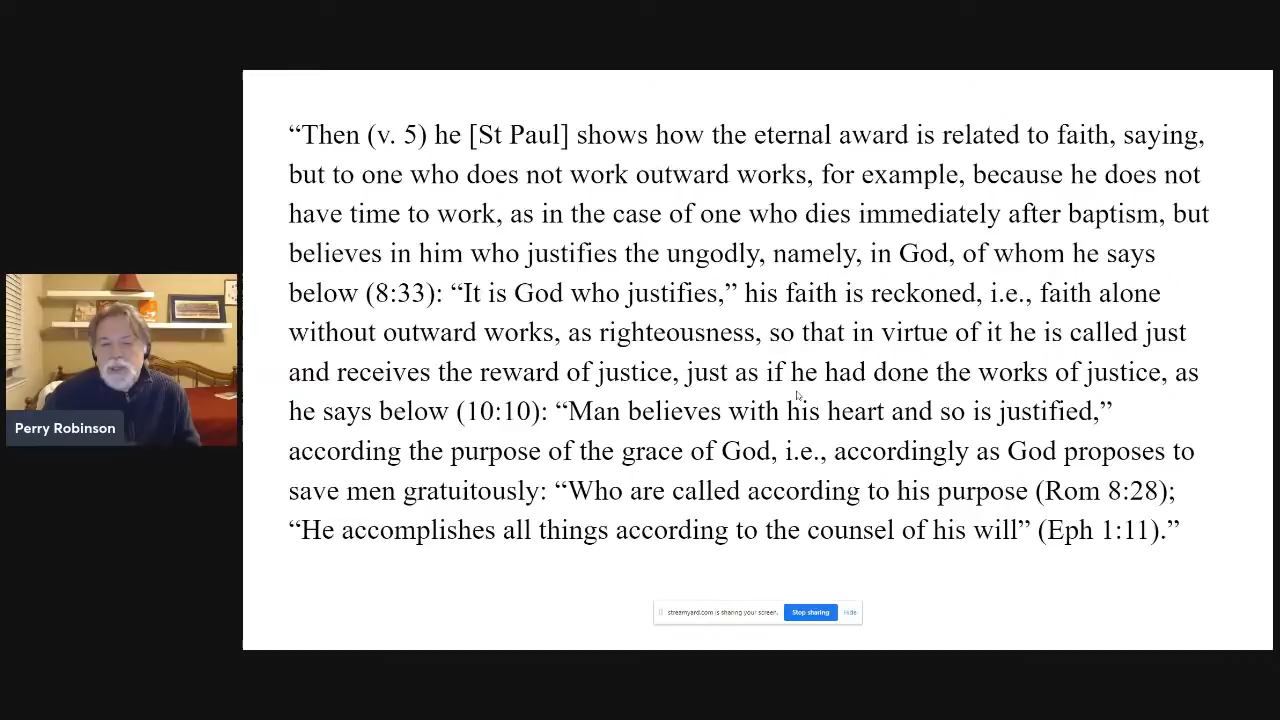 “Then (v. 5) he [St Paul] shows how the eternal award is related to faith, saying,
but to one who does not work outward works, for example, because he does not
have time to work, as in the case of one who dies immediately after baptism, but
believes in him who justifies the ungodly, namely, in God, of whom he says
below (8:33): “It is God who justifies,” his faith is reckoned, i.e., faith alone
without outward works, as righteousness, so that in virtue of it he is called just
and receives the reward of justice, just as if he had done the works of justice, as
he says below (10:10): “Man believes with his heart and so is justified,”
according the purpose of the grace of God, i.e., accordingly as God proposes to
save men gratuitously: “Who are called according to his purpose (Rom 8:28);
“He accomplishes all things according to the counsel of his will” (Eph 1:11).”
Perry Robinson
streamyard.com is sharing your screen.
Stop sharing
Hide